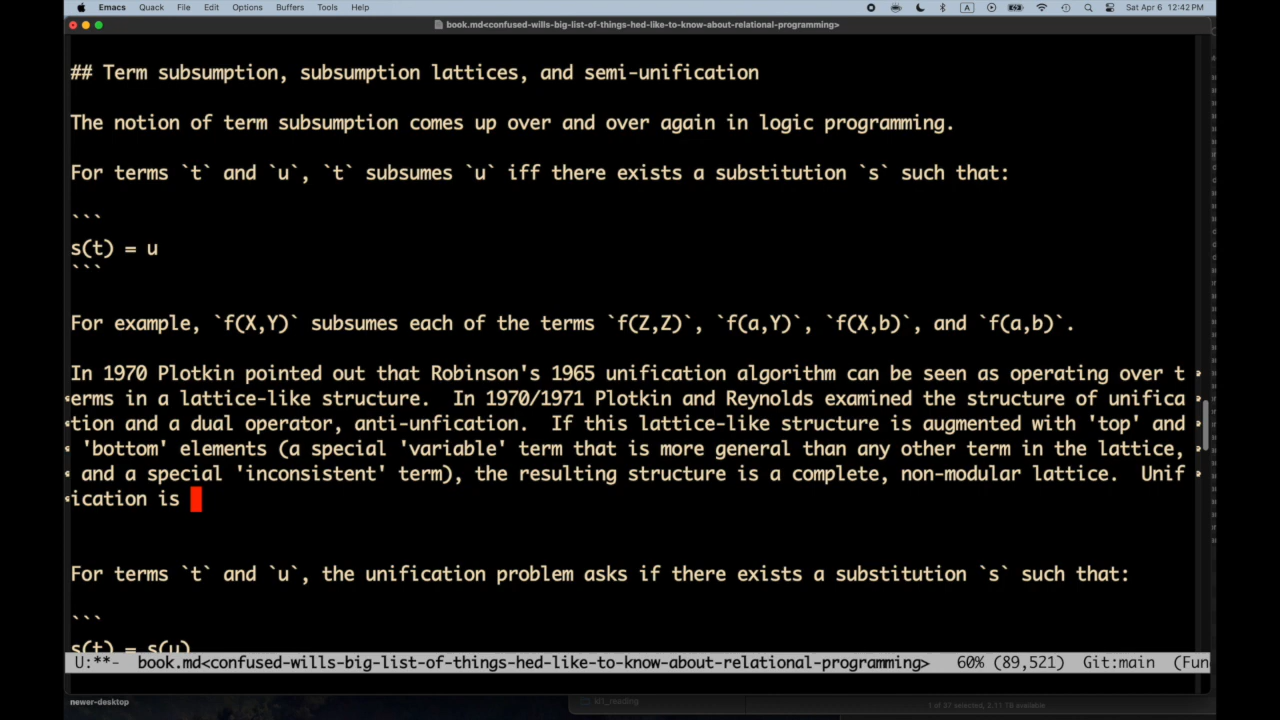 Emacs Quack File Edit Options Buffers Tools Help A Sat Apr 6 12:42 PM
book.md<confused-wills-big-list-of-things-hed-like-to-know-about-relational-programming>
## Term subsumption, subsumption lattices, and semi-unification
The notion of term subsumption comes up over and over again in logic programming.
For terms `t` and `u`, `t` subsumes `u` iff there exists a substitution `s` such that:
```
s(t) = u
```
For example, `f(X,Y)` subsumes each of the terms `f(Z,Z)`, `f(a,Y)`, `f(X,b)`, and `f(a,b)`.
In 1970 Plotkin pointed out that Robinson's 1965 unification algorithm can be seen as operating over t
erms in a lattice-like structure.  In 1970/1971 Plotkin and Reynolds examined the structure of unifica
tion and a dual operator, anti-unfication.  If this lattice-like structure is augmented with 'top' and
 'bottom' elements (a special 'variable' term that is more general than any other term in the lattice,
 and a special 'inconsistent' term), the resulting structure is a complete, non-modular lattice.  Unif
ication is
For terms `t` and `u`, the unification problem asks if there exists a substitution `s` such that:
```
s(t) = s(u)
U:**-  book.md<confused-wills-big-list-of-things-hed-like-to-know-about-relational-programming>  60% (89,521)  Git:main  (Fun
newer-desktop kl1_reading 1 of 37 selected, 2.11 TB available